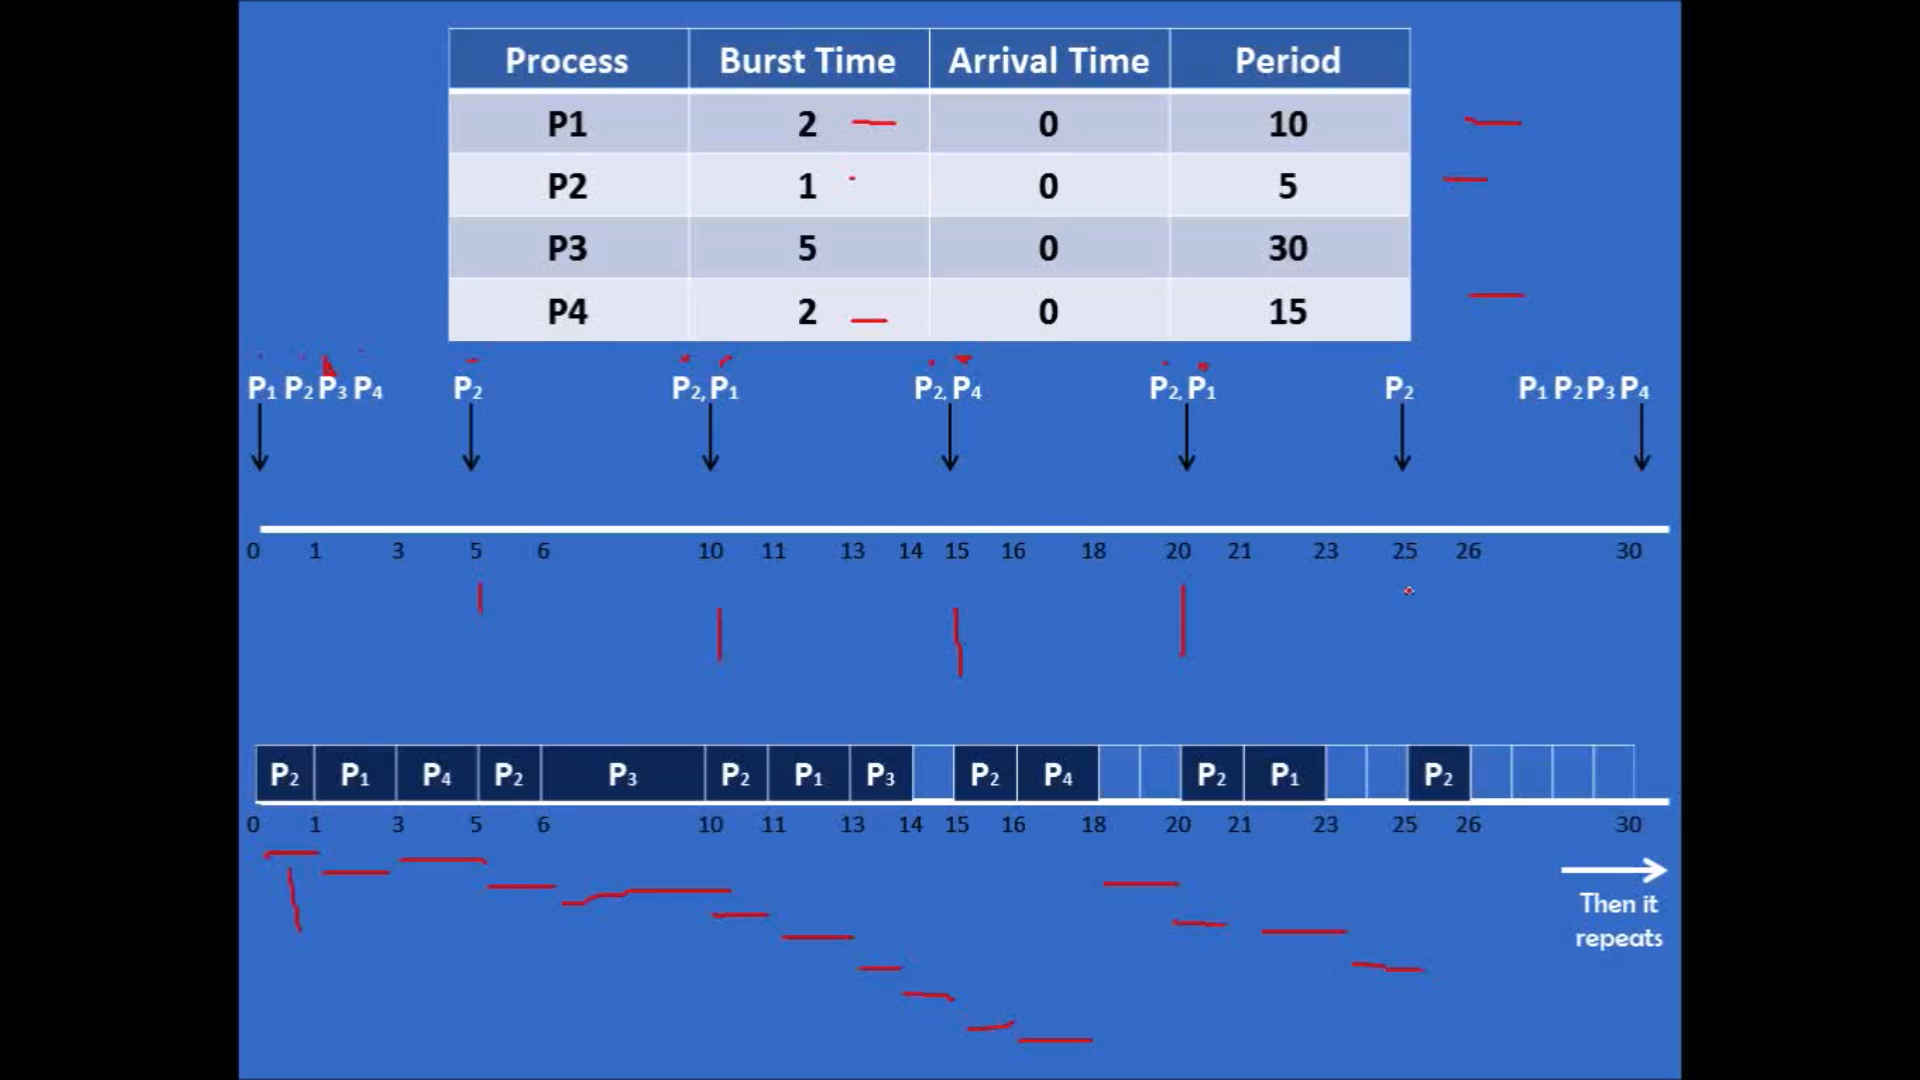 Process Burst Time Arrival Time Period
P1 2 0 10
P2 1 0 5
P3 5 0 30
P4 2 0 15
P1 P2 P3 P4 P2 P2, P1 P2, P4 P2, P1 P2 P1 P2 P3 P4
0 1 3 5 6 10 11 13 14 15 16 18 20 21 23 25 26 30
P2 P1 P4 P2 P3 P2 P1 P3 P2 P4 P2 P1 P2
0 1 3 5 6 10 11 13 14 15 16 18 20 21 23 25 26 30
Then it
repeats